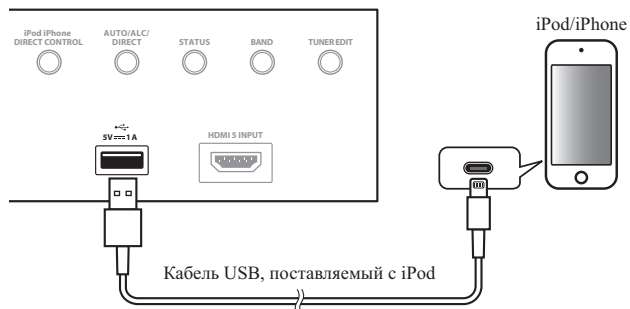 iPod/iPhone
iPod iPhone
DIRECT CONTROL
AUTO/ALC/
DIRECT
STATUS
BAND
TUNER EDIT
5V 1 A
HDMI 5 INPUT
Кабель USB, поставляемый с iPod